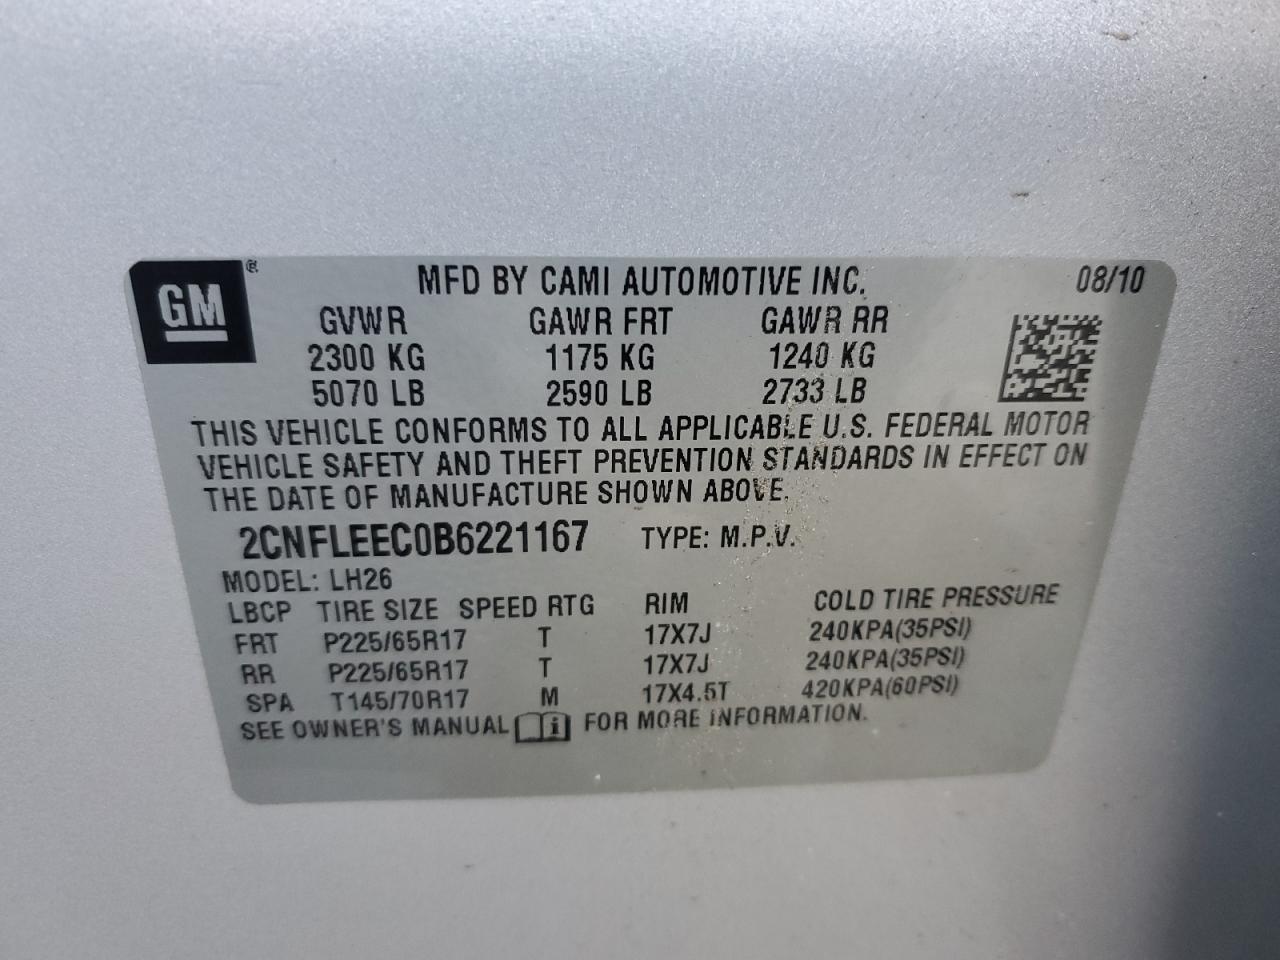 GM ® MFD BY CAMI AUTOMOTIVE INC. 08/10
GVWR GAWR FRT GAWR RR
2300 KG 1175 KG 1240 KG
5070 LB 2590 LB 2733 LB
THIS VEHICLE CONFORMS TO ALL APPLICABLE U.S. FEDERAL MOTOR
VEHICLE SAFETY AND THEFT PREVENTION STANDARDS IN EFFECT ON
THE DATE OF MANUFACTURE SHOWN ABOVE.
2CNFLEEC0B6221167 TYPE: M.P.V.
MODEL: LH26
LBCP TIRE SIZE SPEED RTG RIM COLD TIRE PRESSURE
FRT P225/65R17 T 17X7J 240KPA(35PSI)
RR P225/65R17 T 17X7J 240KPA(35PSI)
SPA T145/70R17 M 17X4.5T 420KPA(60PSI)
SEE OWNER'S MANUAL i FOR MORE INFORMATION.